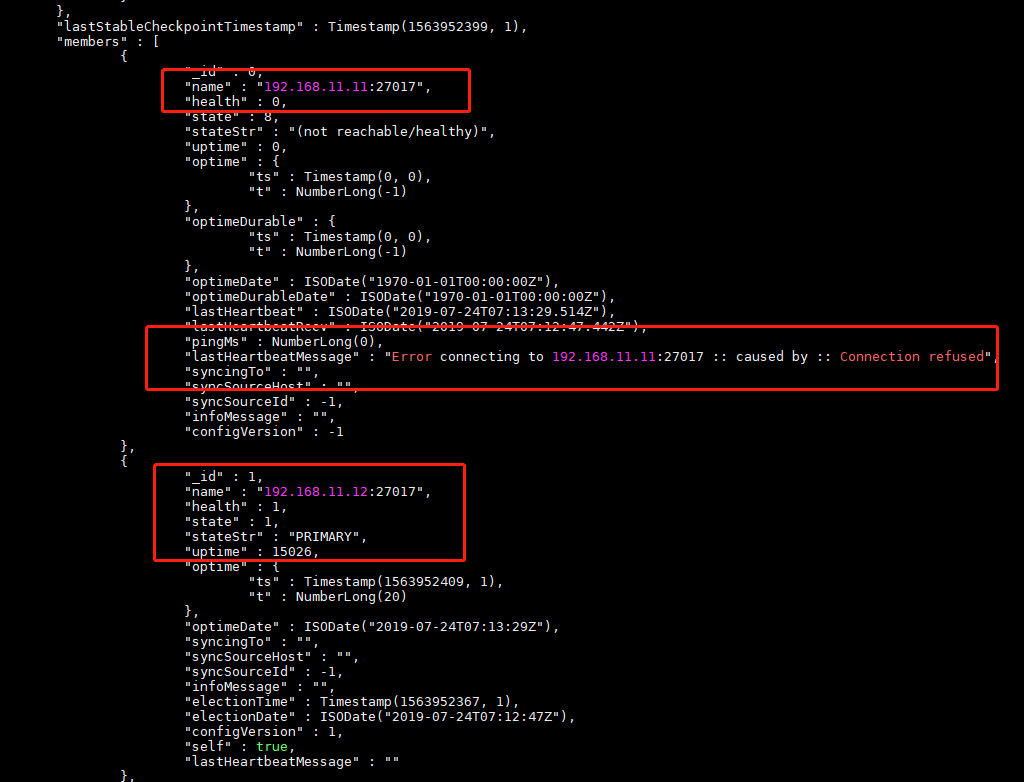 },
"lastStableCheckpointTimestamp" : Timestamp(1563952399, 1),
"members" : [
{
"_id" : 0,
"name" : "192.168.11.11:27017",
"health" : 0,
"state" : 8,
"stateStr" : "(not reachable/healthy)",
"uptime" : 0,
"optime" : {
"ts" : Timestamp(0, 0),
"t" : NumberLong(-1)
},
"optimeDurable" : {
"ts" : Timestamp(0, 0),
"t" : NumberLong(-1)
},
"optimeDate" : ISODate("1970-01-01T00:00:00Z"),
"optimeDurableDate" : ISODate("1970-01-01T00:00:00Z"),
"lastHeartbeat" : ISODate("2019-07-24T07:13:29.514Z"),
"lastHeartbeatRecv" : ISODate("2019-07-24T07:12:47.442Z"),
"pingMs" : NumberLong(0),
"lastHeartbeatMessage" : "Error connecting to 192.168.11.11:27017 :: caused by :: Connection refused",
"syncingTo" : "",
"syncSourceHost" : "",
"syncSourceId" : -1,
"infoMessage" : "",
"configVersion" : -1
},
{
"_id" : 1,
"name" : "192.168.11.12:27017",
"health" : 1,
"state" : 1,
"stateStr" : "PRIMARY",
"uptime" : 15026,
"optime" : {
"ts" : Timestamp(1563952409, 1),
"t" : NumberLong(20)
},
"optimeDate" : ISODate("2019-07-24T07:13:29Z"),
"syncingTo" : "",
"syncSourceHost" : "",
"syncSourceId" : -1,
"infoMessage" : "",
"electionTime" : Timestamp(1563952367, 1),
"electionDate" : ISODate("2019-07-24T07:12:47Z"),
"configVersion" : 1,
"self" : true,
"lastHeartbeatMessage" : ""
},